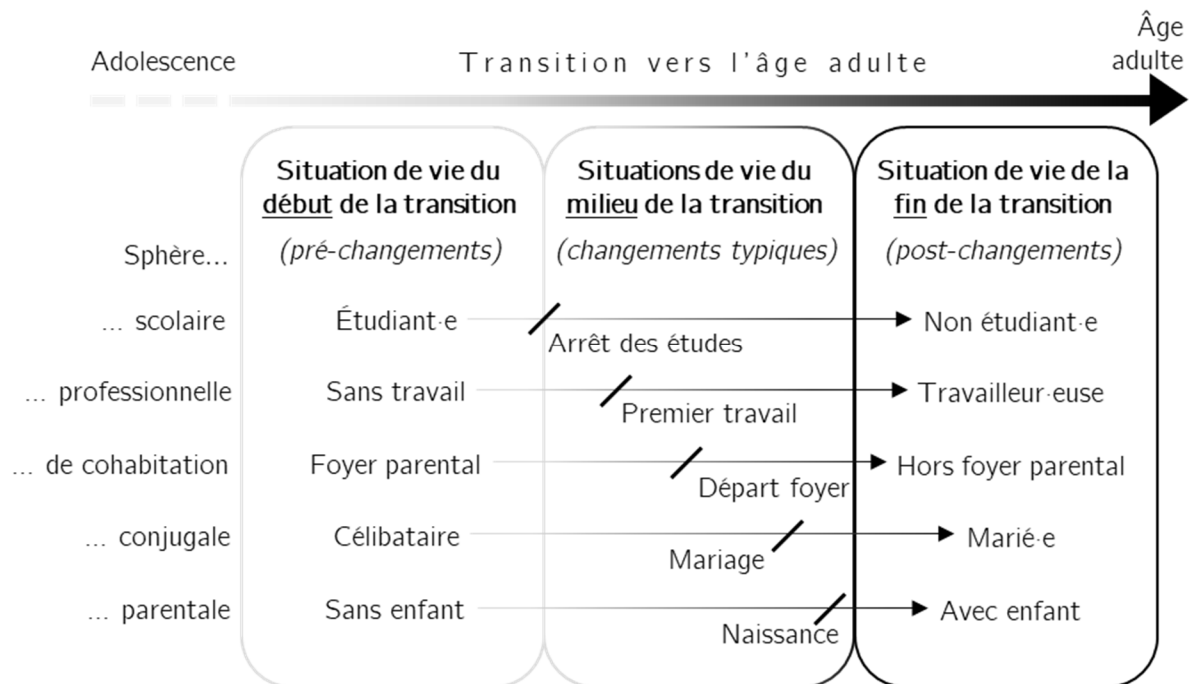 Adolescence
Transition vers l'âge adulte
Âge
adulte
Situation de vie du
début de la transition
(pré-changements)
Situations de vie du
milieu de la transition
(changements typiques)
Situation de vie de la
fin de la transition
(post-changements)
Sphère...
... scolaire
Étudiant·e
Arrêt des études
Non étudiant·e
... professionnelle
Sans travail
Premier travail
Travailleur·euse
... de cohabitation
Foyer parental
Départ foyer
Hors foyer parental
... conjugale
Célibataire
Mariage
Marié·e
... parentale
Sans enfant
Naissance
Avec enfant